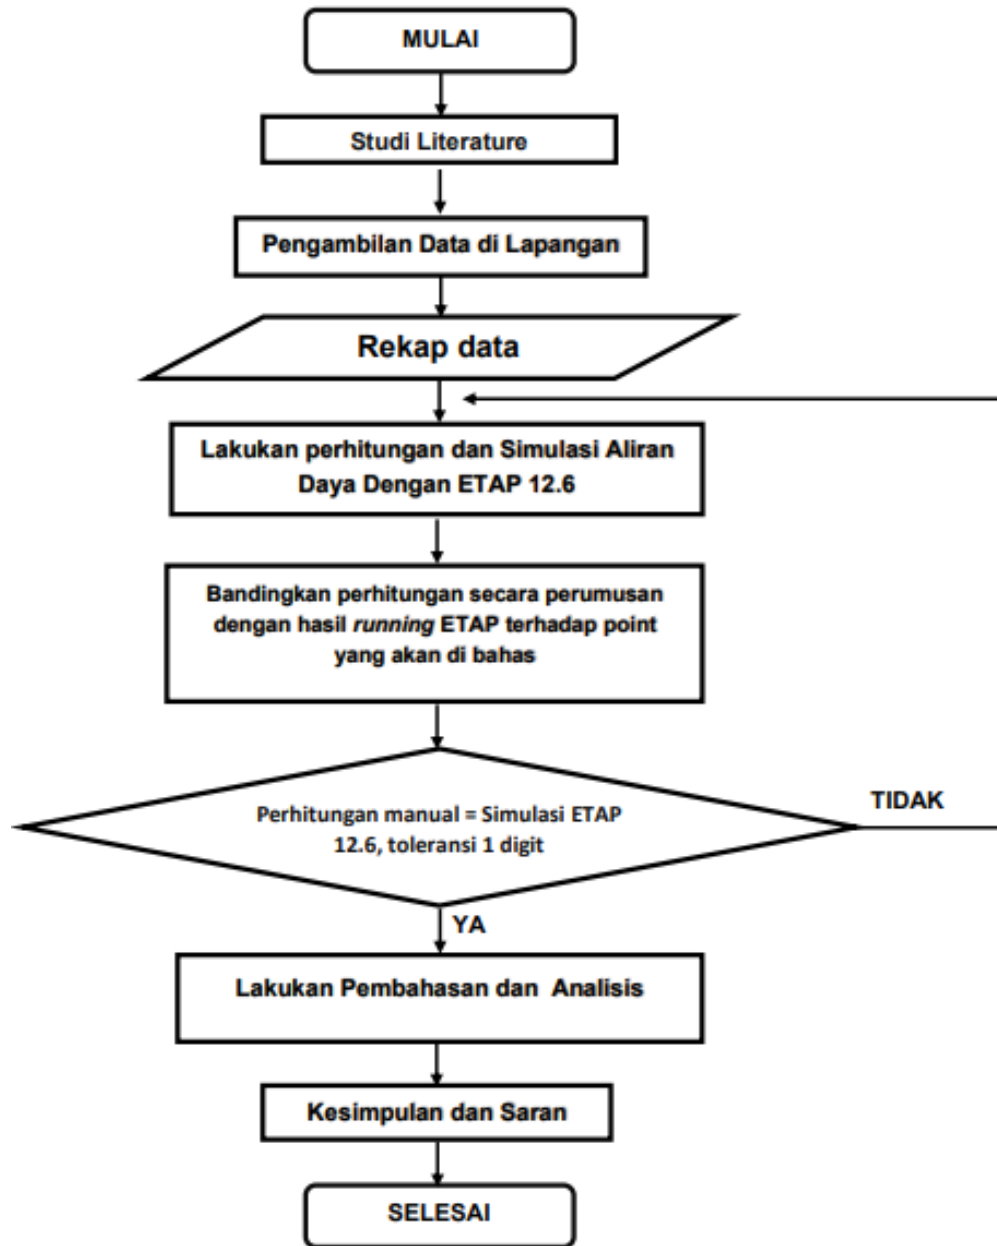 MULAI
Studi Literature
Pengambilan Data di Lapangan
Rekap data
Lakukan perhitungan dan Simulasi Aliran
Daya Dengan ETAP 12.6
Bandingkan perhitungan secara perumusan
dengan hasil running ETAP terhadap point
yang akan di bahas
Perhitungan manual = Simulasi ETAP
12.6, toleransi 1 digit
TIDAK
YA
Lakukan Pembahasan dan Analisis
Kesimpulan dan Saran
SELESAI